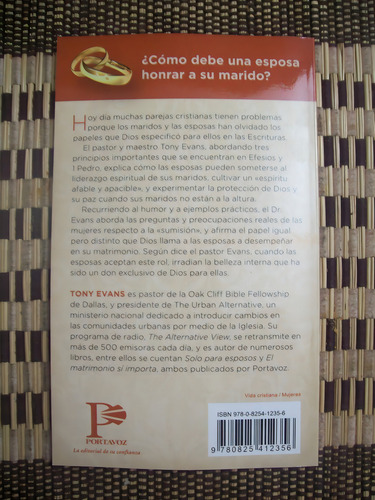 ¿Cómo debe una esposa
honrar a su marido?
Hoy día muchas parejas cristianas tienen problemas
porque los maridos y las esposas han olvidado los
papeles que Dios especificó para ellos en las Escrituras.
El pastor y maestro Tony Evans, abordando tres
principios importantes que se encuentran en Efesios y
1 Pedro, explica cómo las esposas pueden someterse al
liderazgo espiritual de sus maridos, cultivar un «espíritu
afable y apacible», y experimentar la protección de Dios y
su paz cuando sus maridos no están a la altura.
Recurriendo al humor y a ejemplos prácticos, el Dr.
Evans aborda las preguntas y preocupaciones reales de las
mujeres respecto a la «sumisión», y afirma el papel igual
pero distinto que Dios llama a las esposas a desempeñar
en su matrimonio. Según dice el pastor Evans, cuando las
esposas aceptan este rol, irradian la belleza interna que ha
sido un don exclusivo de Dios para ellas.
TONY EVANS es pastor de la Oak Cliff Bible Fellowship
de Dallas, y presidente de The Urban Alternative, un
ministerio nacional dedicado a introducir cambios en
las comunidades urbanas por medio de la Iglesia. Su
programa de radio, The Alternative View, se retransmite en
más de 500 emisoras cada día, y es autor de numerosos
libros, entre ellos se cuentan Solo para esposos y El
matrimonio sí importa, ambos publicados por Portavoz.
Vida cristiana / Mujeres
PORTAVOZ
La editorial de su confianza
ISBN 978-0-8254-1235-6
9 780825 412356